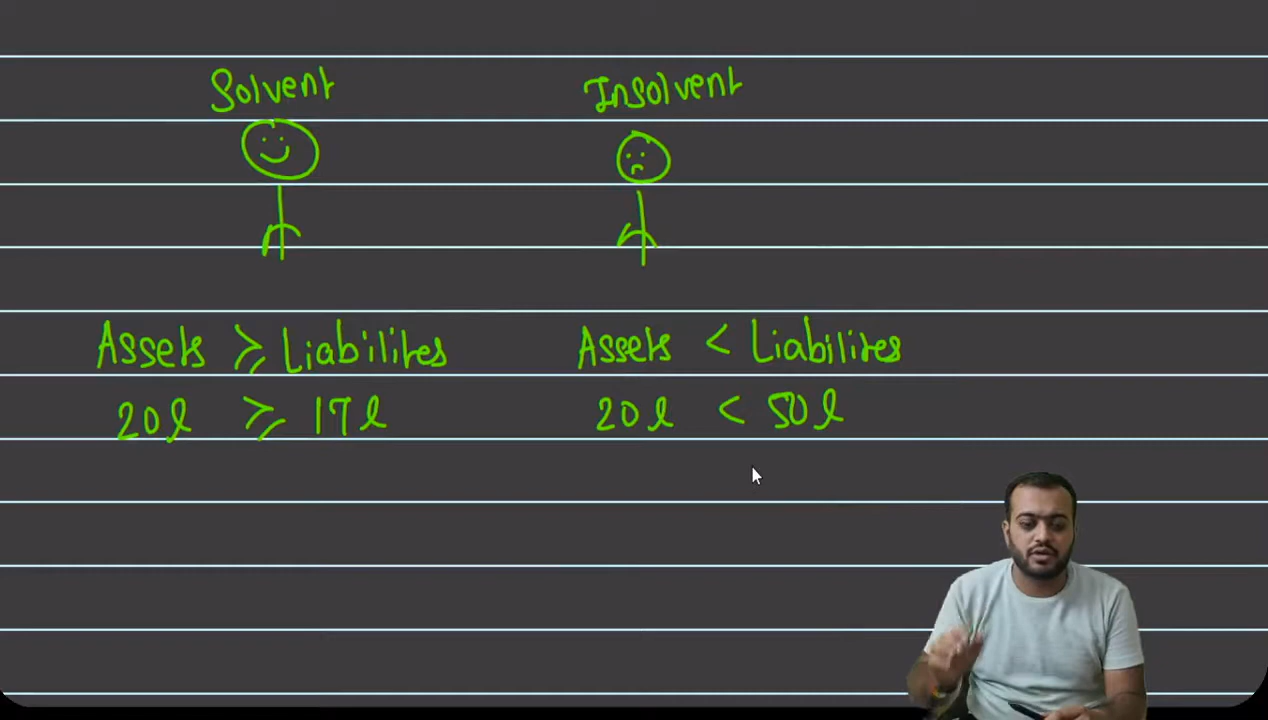 Solvent Insolvent
Assets ≥ Liabilites Assets < Liabilites
20l ≥ 17l 20l < 50l